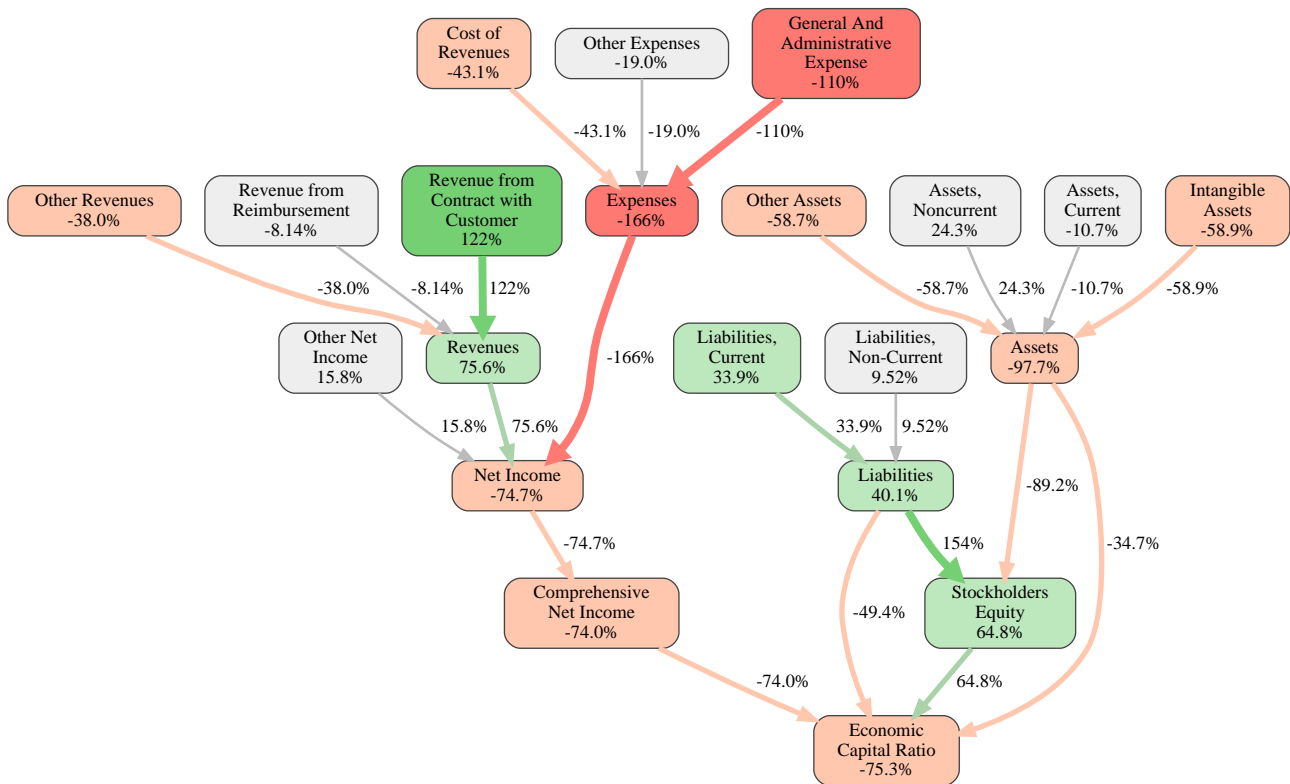 Cost of
Revenues
-43.1%
Other Expenses
-19.0%
General And
Administrative
Expense
-110%
-43.1%
-19.0%
-110%
Other Revenues
-38.0%
Revenue from
Reimbursement
-8.14%
Revenue from
Contract with
Customer
122%
Expenses
-166%
Other Assets
-58.7%
Assets,
Noncurrent
24.3%
Assets,
Current
-10.7%
Intangible
Assets
-58.9%
-38.0%
-8.14%
122%
-58.7%
24.3%
-10.7%
-58.9%
Other Net
Income
15.8%
Revenues
75.6%
-166%
Liabilities,
Current
33.9%
Liabilities,
Non-Current
9.52%
Assets
-97.7%
15.8%
75.6%
33.9%
9.52%
Net Income
-74.7%
Liabilities
40.1%
-89.2%
-74.7%
154%
-34.7%
Comprehensive
Net Income
-74.0%
-49.4%
Stockholders
Equity
64.8%
-74.0%
64.8%
Economic
Capital Ratio
-75.3%